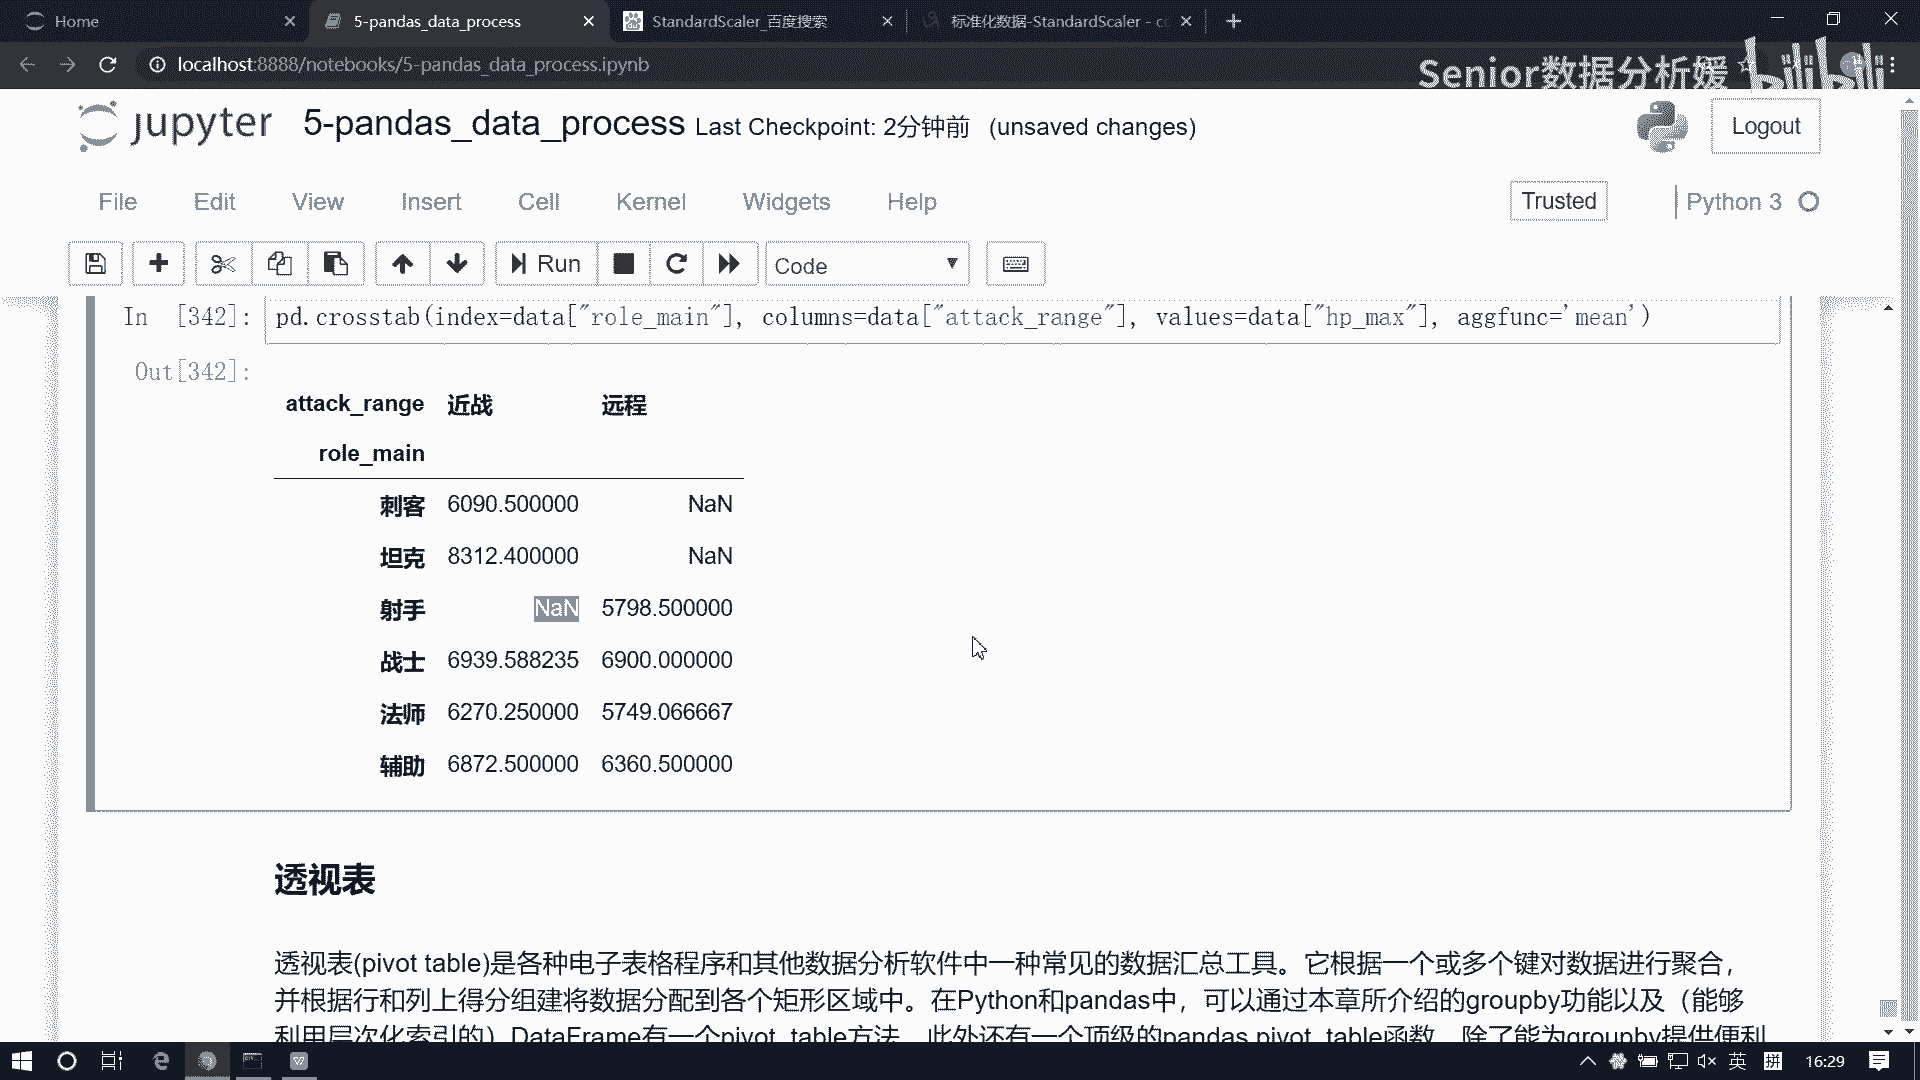 Home
5-pandas_data_process
StandardScaler_百度搜索
标准化数据-StandardScaler - cc
localhost:8888/notebooks/5-pandas_data_process.ipynb
Senior数据分析媛 bilibili
jupyter 5-pandas_data_process Last Checkpoint: 2分钟前 (unsaved changes)
Logout
File Edit View Insert Cell Kernel Widgets Help
Trusted
Python 3
Run
Code
In [342]: pd.crosstab(index=data["role_main"], columns=data["attack_range"], values=data["hp_max"], aggfunc='mean')
Out[342]:
attack_range 近战 远程
role_main
刺客 6090.500000 NaN
坦克 8312.400000 NaN
射手 NaN 5798.500000
战士 6939.588235 6900.000000
法师 6270.250000 5749.066667
辅助 6872.500000 6360.500000
透视表
透视表(pivot table)是各种电子表格程序和其他数据分析软件中一种常见的数据汇总工具。它根据一个或多个键对数据进行聚合，
并根据行和列上得分组建将数据分配到各个矩形区域中。在Python和pandas中，可以通过本章所介绍的groupby功能以及（能够
利用层次化索引的）DataFrame有一个pivot_table方法，此外还有一个顶级的pandas.pivot_table函数。除了能为groupby提供便利
英
拼
16:29